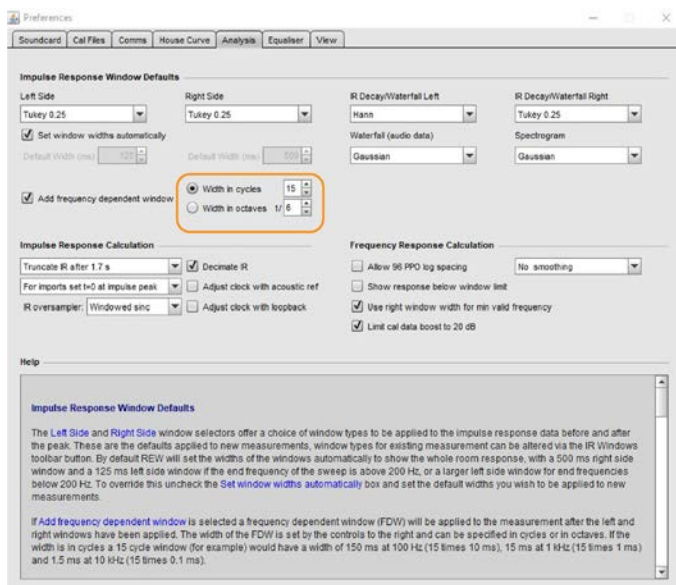 Preferences
Soundcard Cal Files Comms House Curve Analysis Equaliser View
Impulse Response Window Defaults
Left Side Right Side IR Decay/Waterfall Left IR Decay/Waterfall Right
Tukey 0.25 Tukey 0.25 Hann Tukey 0.25
Set window widths automatically Waterfall (audio data) Spectrogram
Default Width (ms) 125 Default Width (ms) 500 Gaussian Gaussian
Add frequency dependent window
Width in cycles 15
Width in octaves 1/ 6
Impulse Response Calculation Frequency Response Calculation
Truncate IR after 1.7 s Decimate IR Allow 96 PPO log spacing No smoothing
For imports set t=0 at impulse peak Adjust clock with acoustic ref Show response below window limit
IR oversampler: Windowed sinc Adjust clock with loopback Use right window width for min valid frequency
Limit cal data boost to 20 dB
Help
Impulse Response Window Defaults
The Left Side and Right Side window selectors offer a choice of window types to be applied to the impulse response data before and after
the peak. These are the defaults applied to new measurements, window types for existing measurement can be altered via the IR Windows
toolbar button. By default REW will set the widths of the windows automatically to show the whole room response, with a 500 ms right side
window and a 125 ms left side window if the end frequency of the sweep is above 200 Hz, or a larger left side window for end frequencies
below 200 Hz. To override this uncheck the Set window widths automatically box and set the default widths you wish to be applied to new
measurements.
If Add frequency dependent window is selected a frequency dependent window (FDW) will be applied to the measurement after the left and
right windows have been applied. The width of the FDW is set by the controls to the right and can be specified in cycles or in octaves. If the
width is in cycles a 15 cycle window (for example) would have a width of 150 ms at 100 Hz (15 times 10 ms), 15 ms at 1 kHz (15 times 1 ms)
and 1.5 ms at 10 kHz (15 times 0.1 ms).